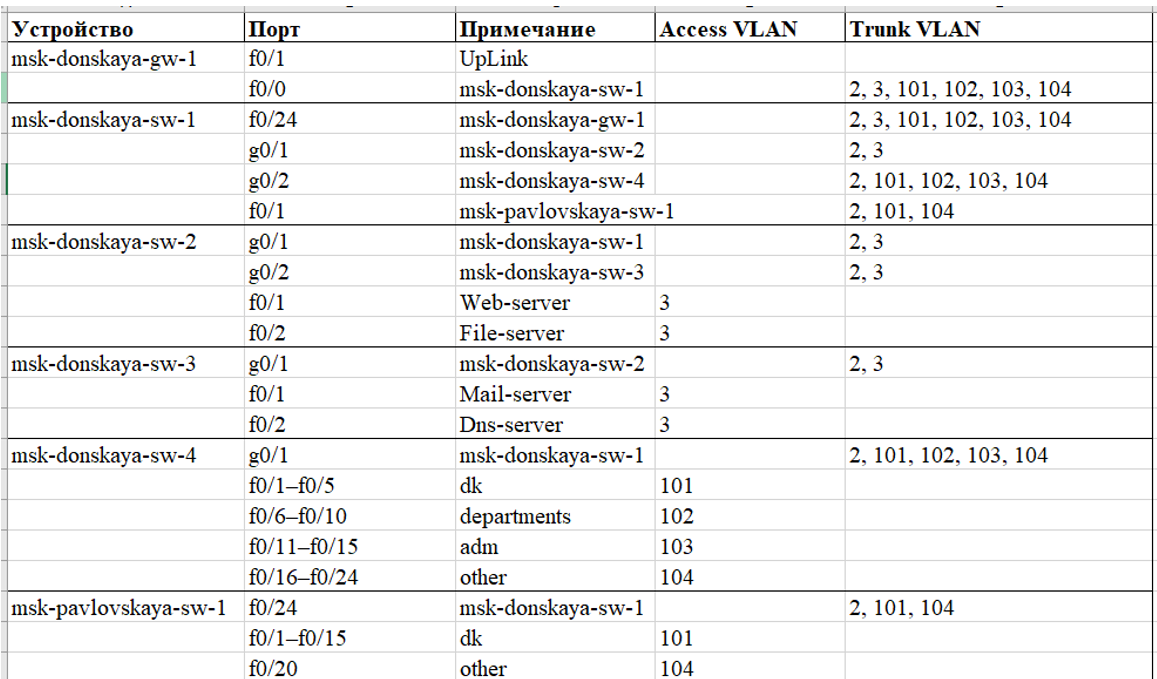 Устройство Порт Примечание Access VLAN Trunk VLAN
msk-donskaya-gw-1 f0/1 UpLink
f0/0 msk-donskaya-sw-1 2, 3, 101, 102, 103, 104
msk-donskaya-sw-1 f0/24 msk-donskaya-gw-1 2, 3, 101, 102, 103, 104
g0/1 msk-donskaya-sw-2 2, 3
g0/2 msk-donskaya-sw-4 2, 101, 102, 103, 104
f0/1 msk-pavlovskaya-sw-1 2, 101, 104
msk-donskaya-sw-2 g0/1 msk-donskaya-sw-1 2, 3
g0/2 msk-donskaya-sw-3 2, 3
f0/1 Web-server 3
f0/2 File-server 3
msk-donskaya-sw-3 g0/1 msk-donskaya-sw-2 2, 3
f0/1 Mail-server 3
f0/2 Dns-server 3
msk-donskaya-sw-4 g0/1 msk-donskaya-sw-1 2, 101, 102, 103, 104
f0/1–f0/5 dk 101
f0/6–f0/10 departments 102
f0/11–f0/15 adm 103
f0/16–f0/24 other 104
msk-pavlovskaya-sw-1 f0/24 msk-donskaya-sw-1 2, 101, 104
f0/1–f0/15 dk 101
f0/20 other 104